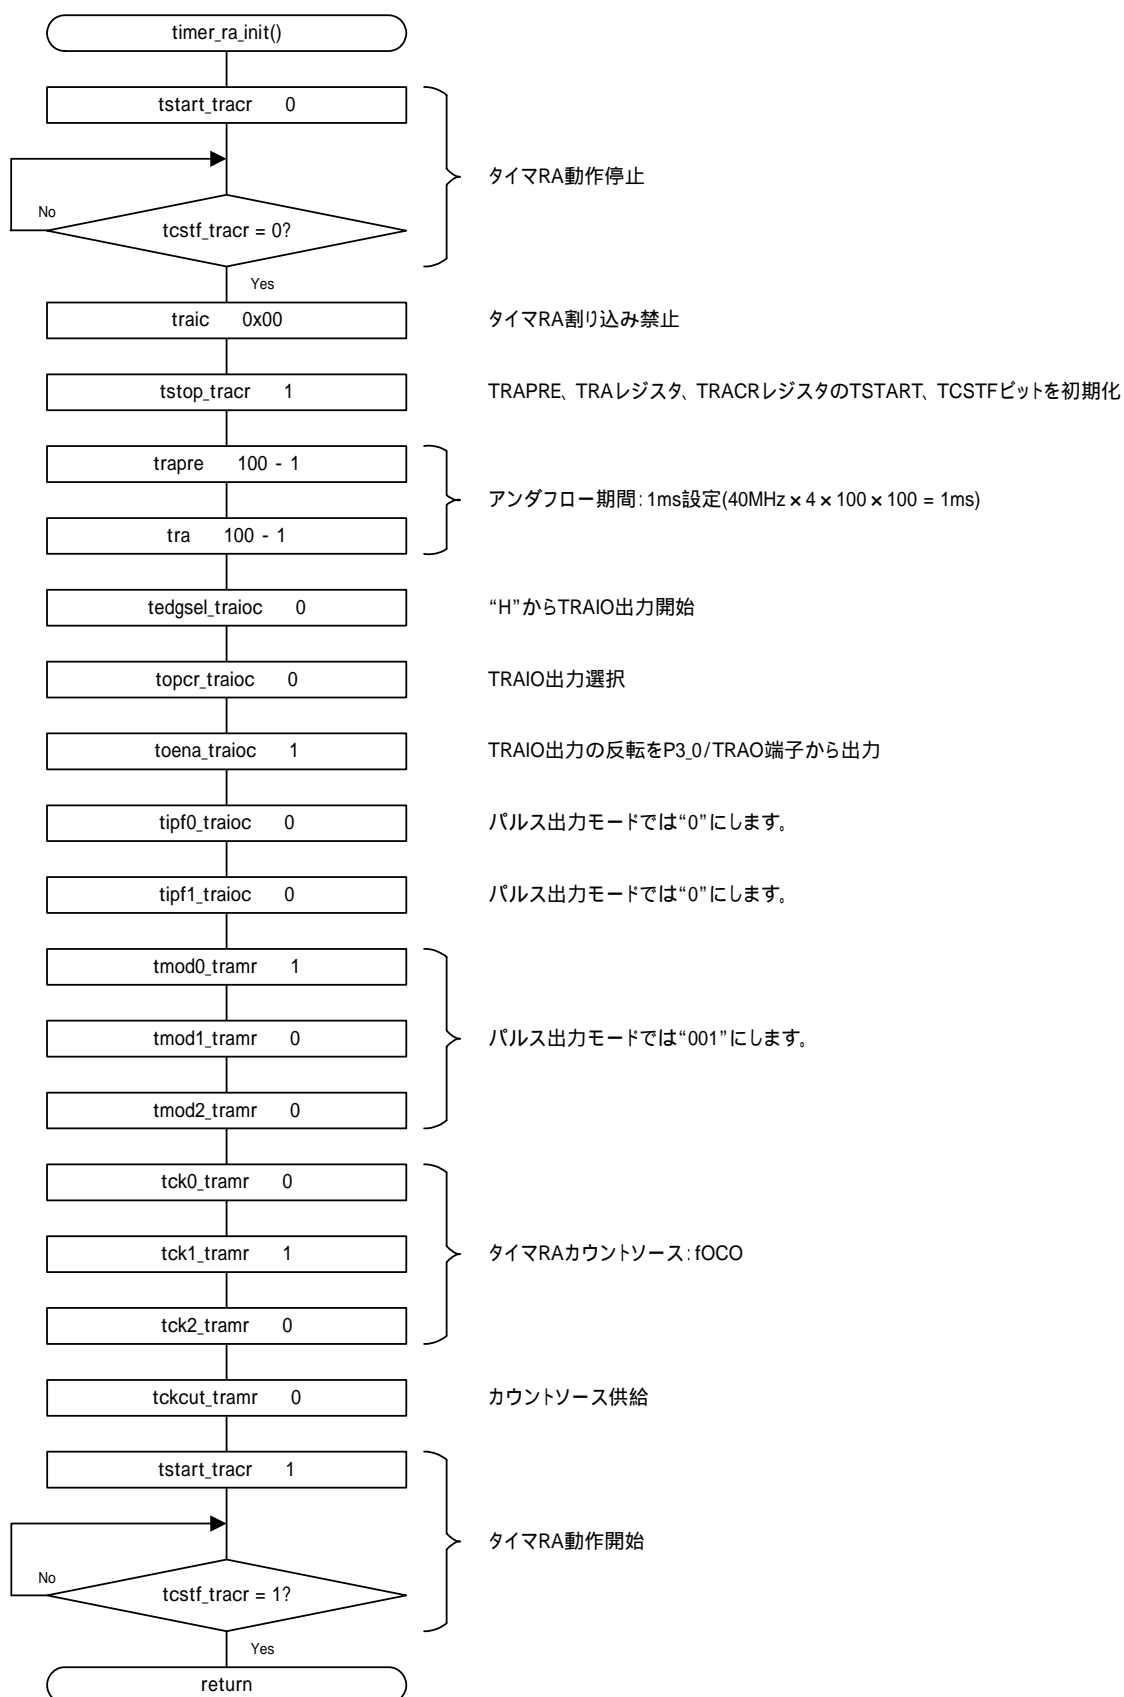 timer_ra_init()
tstart_tracr 0
タイマRA動作停止
No
tcstf_tracr = 0?
Yes
traic 0x00
タイマRA割り込み禁止
tstop_tracr 1
TRAPRE、TRAレジスタ、TRACRレジスタのTSTART、TCSTFビットを初期化
trapre 100 - 1
アンダフロー期間:1ms設定(40MHz×4×100×100 = 1ms)
tra 100 - 1
tedgsel_traioc 0
“H”からTRAIO出力開始
topcr_traioc 0
TRAIO出力選択
toena_traioc 1
TRAIO出力の反転をP3_0/TRAO端子から出力
tipf0_traioc 0
パルス出力モードでは“0”にします。
tipf1_traioc 0
パルス出力モードでは“0”にします。
tmod0_tramr 1
tmod1_tramr 0
パルス出力モードでは“001”にします。
tmod2_tramr 0
tck0_tramr 0
tck1_tramr 1
タイマRAカウントソース:fOCO
tck2_tramr 0
tckcut_tramr 0
カウントソース供給
tstart_tracr 1
タイマRA動作開始
No
tcstf_tracr = 1?
Yes
return